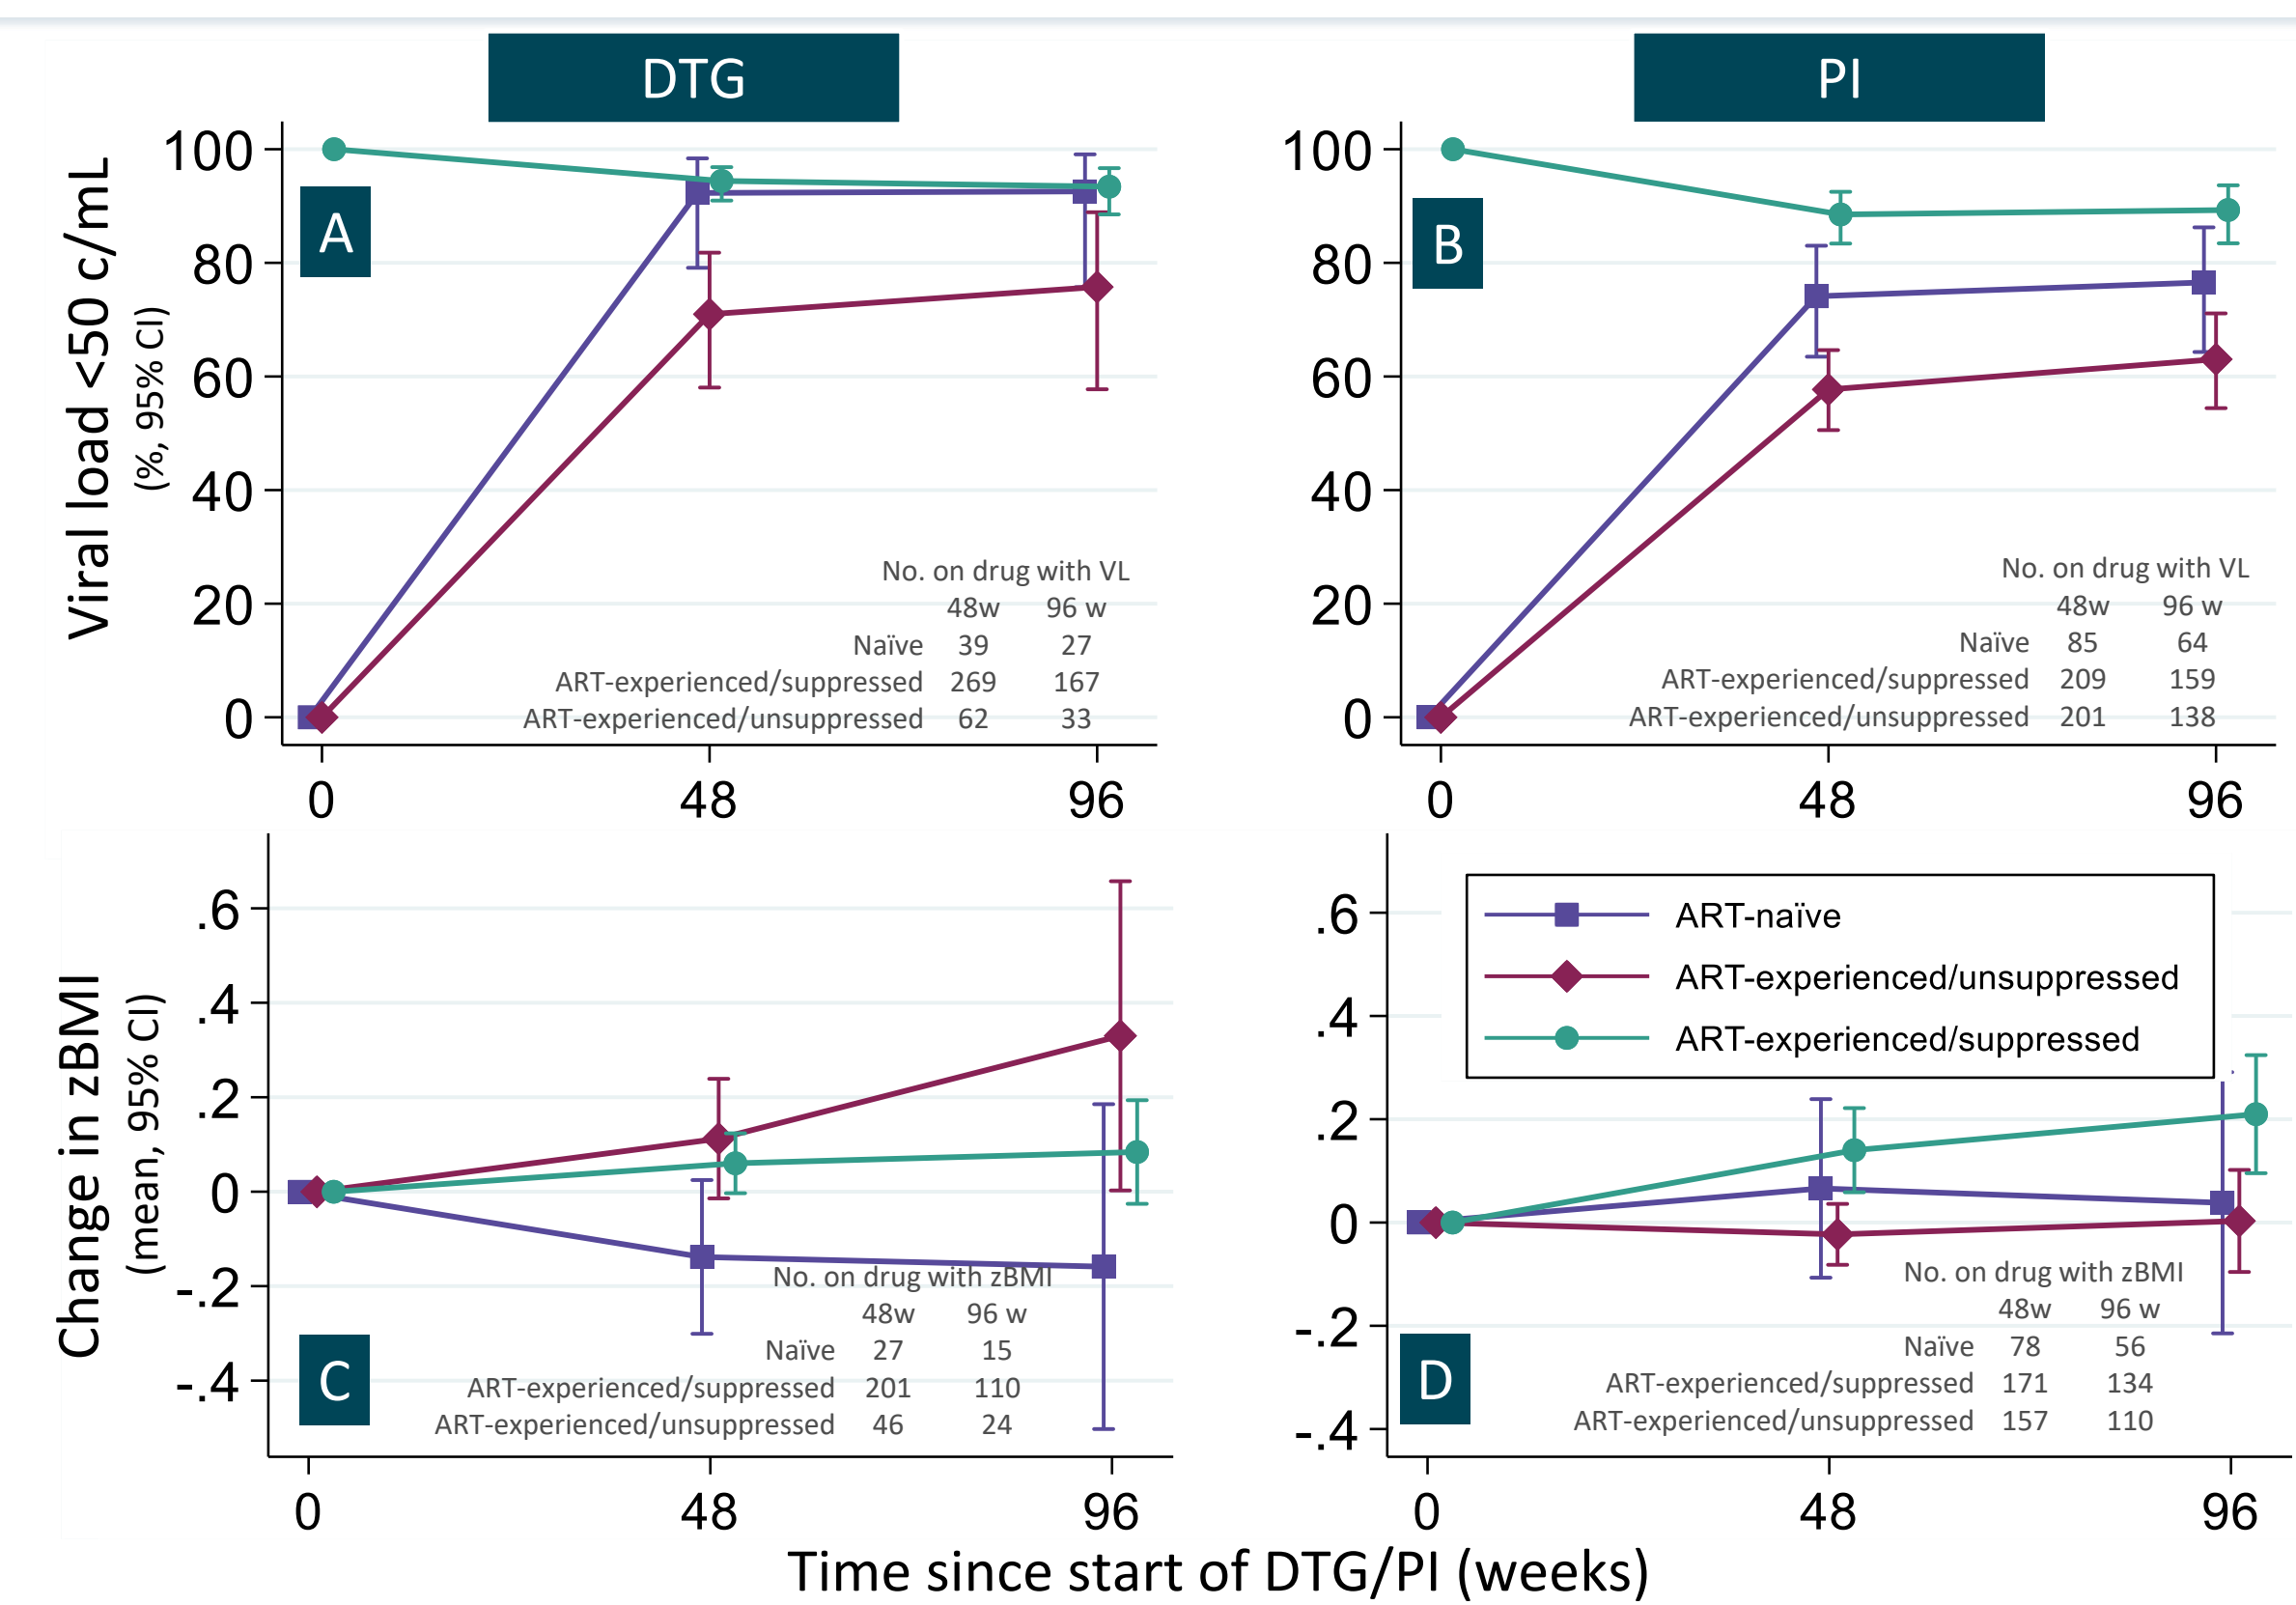 DTG
PI
Viral load <50 c/mL
(%, 95% CI)
100
80
60
40
20
0
A
No. on drug with VL
48w 96 w
Naïve 39 27
ART-experienced/suppressed 269 167
ART-experienced/unsuppressed 62 33
0 48 96
100
80
60
40
20
0
B
No. on drug with VL
48w 96 w
Naïve 85 64
ART-experienced/suppressed 209 159
ART-experienced/unsuppressed 201 138
0 48 96
Change in zBMI
(mean, 95% CI)
.6
.4
.2
0
-.2
-.4
C
No. on drug with zBMI
48w 96 w
Naïve 27 15
ART-experienced/suppressed 201 110
ART-experienced/unsuppressed 46 24
0 48 96
.6
.4
.2
0
-.2
-.4
ART-naïve
ART-experienced/unsuppressed
ART-experienced/suppressed
D
No. on drug with zBMI
48w 96 w
Naïve 78 56
ART-experienced/suppressed 171 134
ART-experienced/unsuppressed 157 110
0 48 96
Time since start of DTG/PI (weeks)